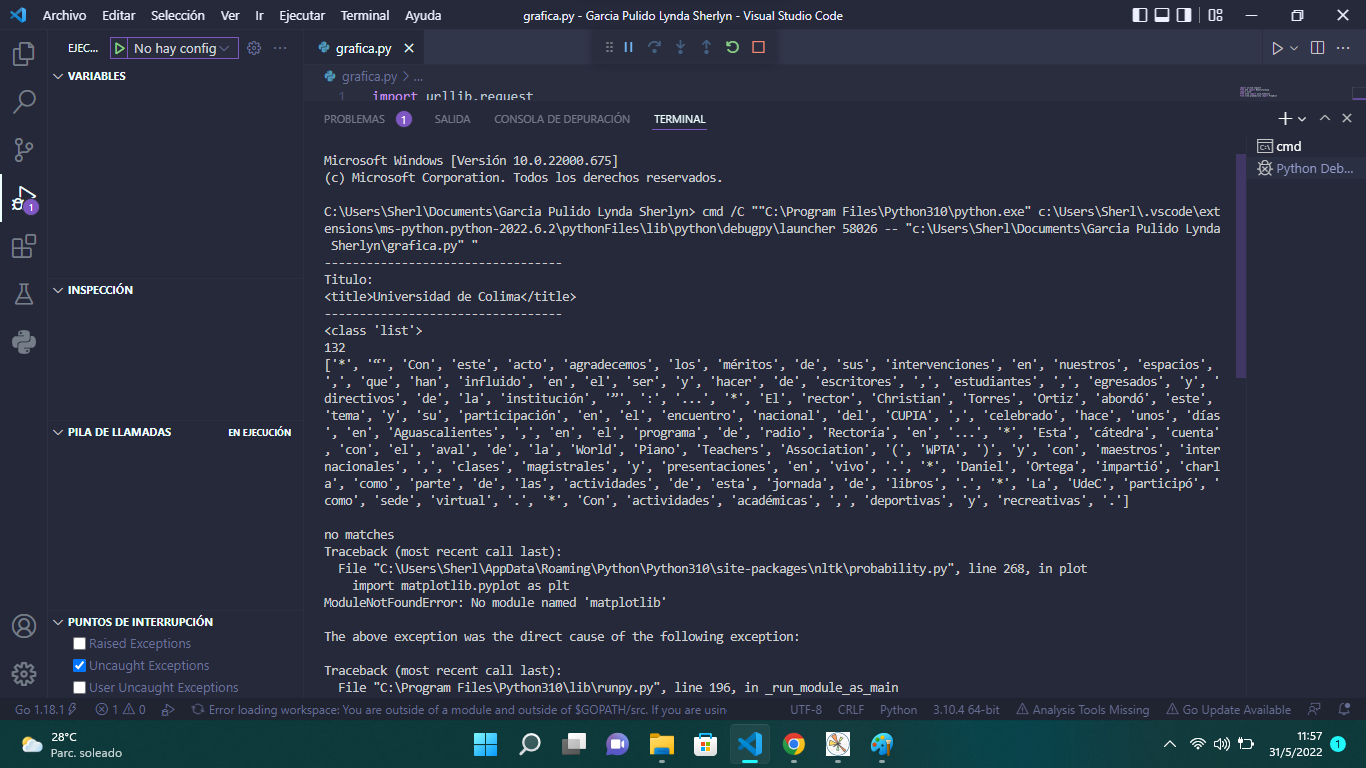 Archivo Editar Selección Ver Ir Ejecutar Terminal Ayuda grafica.py - Garcia Pulido Lynda Sherlyn - Visual Studio Code
EJEC... No hay config
grafica.py
VARIABLES
grafica.py > ...
1 import urllib.request
PROBLEMAS 1 SALIDA CONSOLA DE DEPURACIÓN TERMINAL
cmd
Python Deb...
Microsoft Windows [Versión 10.0.22000.675]
(c) Microsoft Corporation. Todos los derechos reservados.
C:\Users\Sherl\Documents\Garcia Pulido Lynda Sherlyn> cmd /C ""C:\Program Files\Python310\python.exe" c:\Users\Sherl\.vscode\ext
ensions\ms-python.python-2022.6.2\pythonFiles\lib\python\debugpy\launcher 58026 -- "c:\Users\Sherl\Documents\Garcia Pulido Lynda
Sherlyn\grafica.py" "
----------------------------------
Titulo:
<title>Universidad de Colima</title>
----------------------------------
<class 'list'>
132
['*', '“', 'Con', 'este', 'acto', 'agradecemos', 'los', 'méritos', 'de', 'sus', 'intervenciones', 'en', 'nuestros', 'espacios',
',', 'que', 'han', 'influido', 'en', 'el', 'ser', 'y', 'hacer', 'de', 'escritores', ',', 'estudiantes', ',', 'egresados', 'y', '
directivos', 'de', 'la', 'institución', '”', ':', '...', '*', 'El', 'rector', 'Christian', 'Torres', 'Ortiz', 'abordó', 'este',
'tema', 'y', 'su', 'participación', 'en', 'el', 'encuentro', 'nacional', 'del', 'CUPIA', ',', 'celebrado', 'hace', 'unos', 'días
', 'en', 'Aguascalientes', ',', 'en', 'el', 'programa', 'de', 'radio', 'Rectoría', 'en', '...', '*', 'Esta', 'cátedra', 'cuenta'
, 'con', 'el', 'aval', 'de', 'la', 'World', 'Piano', 'Teachers', 'Association', '(', 'WPTA', ')', 'y', 'con', 'maestros', 'inter
nacionales', ',', 'clases', 'magistrales', 'y', 'presentaciones', 'en', 'vivo', '.', '*', 'Daniel', 'Ortega', 'impartió', 'charl
a', 'como', 'parte', 'de', 'las', 'actividades', 'de', 'esta', 'jornada', 'de', 'libros', '.', '*', 'La', 'UdeC', 'participó', '
como', 'sede', 'virtual', '.', '*', 'Con', 'actividades', 'académicas', ',', 'deportivas', 'y', 'recreativas', '.']
no matches
Traceback (most recent call last):
File "C:\Users\Sherl\AppData\Roaming\Python\Python310\site-packages\nltk\probability.py", line 268, in plot
import matplotlib.pyplot as plt
ModuleNotFoundError: No module named 'matplotlib'
The above exception was the direct cause of the following exception:
Traceback (most recent call last):
File "C:\Program Files\Python310\lib\runpy.py", line 196, in _run_module_as_main
1
INSPECCIÓN
PILA DE LLAMADAS EN EJECUCIÓN
PUNTOS DE INTERRUPCIÓN
Raised Exceptions
Uncaught Exceptions
User Uncaught Exceptions
Go 1.18.1 1 0 Error loading workspace: You are outside of a module and outside of $GOPATH/src. If you are usin UTF-8 CRLF Python 3.10.4 64-bit Analysis Tools Missing Go Update Available
28°C
Parc. soleado
11:57
31/5/2022
1